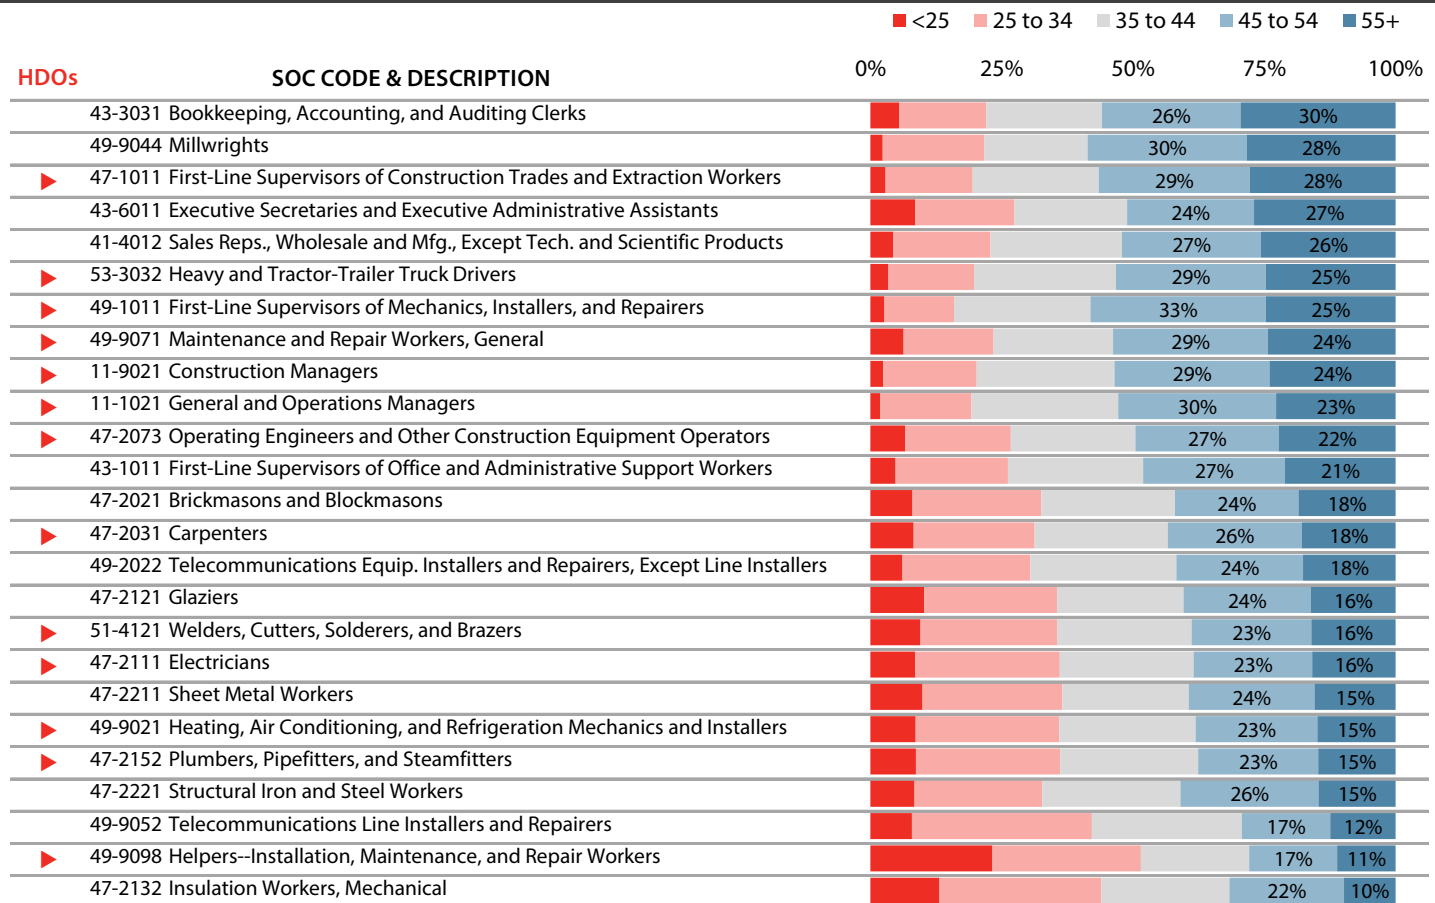 <25 25 to 34 35 to 44 45 to 54 55+
HDOs SOC CODE & DESCRIPTION 0% 25% 50% 75% 100%
43-3031 Bookkeeping, Accounting, and Auditing Clerks 26% 30%
49-9044 Millwrights 30% 28%
47-1011 First-Line Supervisors of Construction Trades and Extraction Workers 29% 28%
43-6011 Executive Secretaries and Executive Administrative Assistants 24% 27%
41-4012 Sales Reps., Wholesale and Mfg., Except Tech. and Scientific Products 27% 26%
53-3032 Heavy and Tractor-Trailer Truck Drivers 29% 25%
49-1011 First-Line Supervisors of Mechanics, Installers, and Repairers 33% 25%
49-9071 Maintenance and Repair Workers, General 29% 24%
11-9021 Construction Managers 29% 24%
11-1021 General and Operations Managers 30% 23%
47-2073 Operating Engineers and Other Construction Equipment Operators 27% 22%
43-1011 First-Line Supervisors of Office and Administrative Support Workers 27% 21%
47-2021 Brickmasons and Blockmasons 24% 18%
47-2031 Carpenters 26% 18%
49-2022 Telecommunications Equip. Installers and Repairers, Except Line Installers 24% 18%
47-2121 Glaziers 24% 16%
51-4121 Welders, Cutters, Solderers, and Brazers 23% 16%
47-2111 Electricians 23% 16%
47-2211 Sheet Metal Workers 24% 15%
49-9021 Heating, Air Conditioning, and Refrigeration Mechanics and Installers 23% 15%
47-2152 Plumbers, Pipefitters, and Steamfitters 23% 15%
47-2221 Structural Iron and Steel Workers 26% 15%
49-9052 Telecommunications Line Installers and Repairers 17% 12%
49-9098 Helpers--Installation, Maintenance, and Repair Workers 17% 11%
47-2132 Insulation Workers, Mechanical 22% 10%